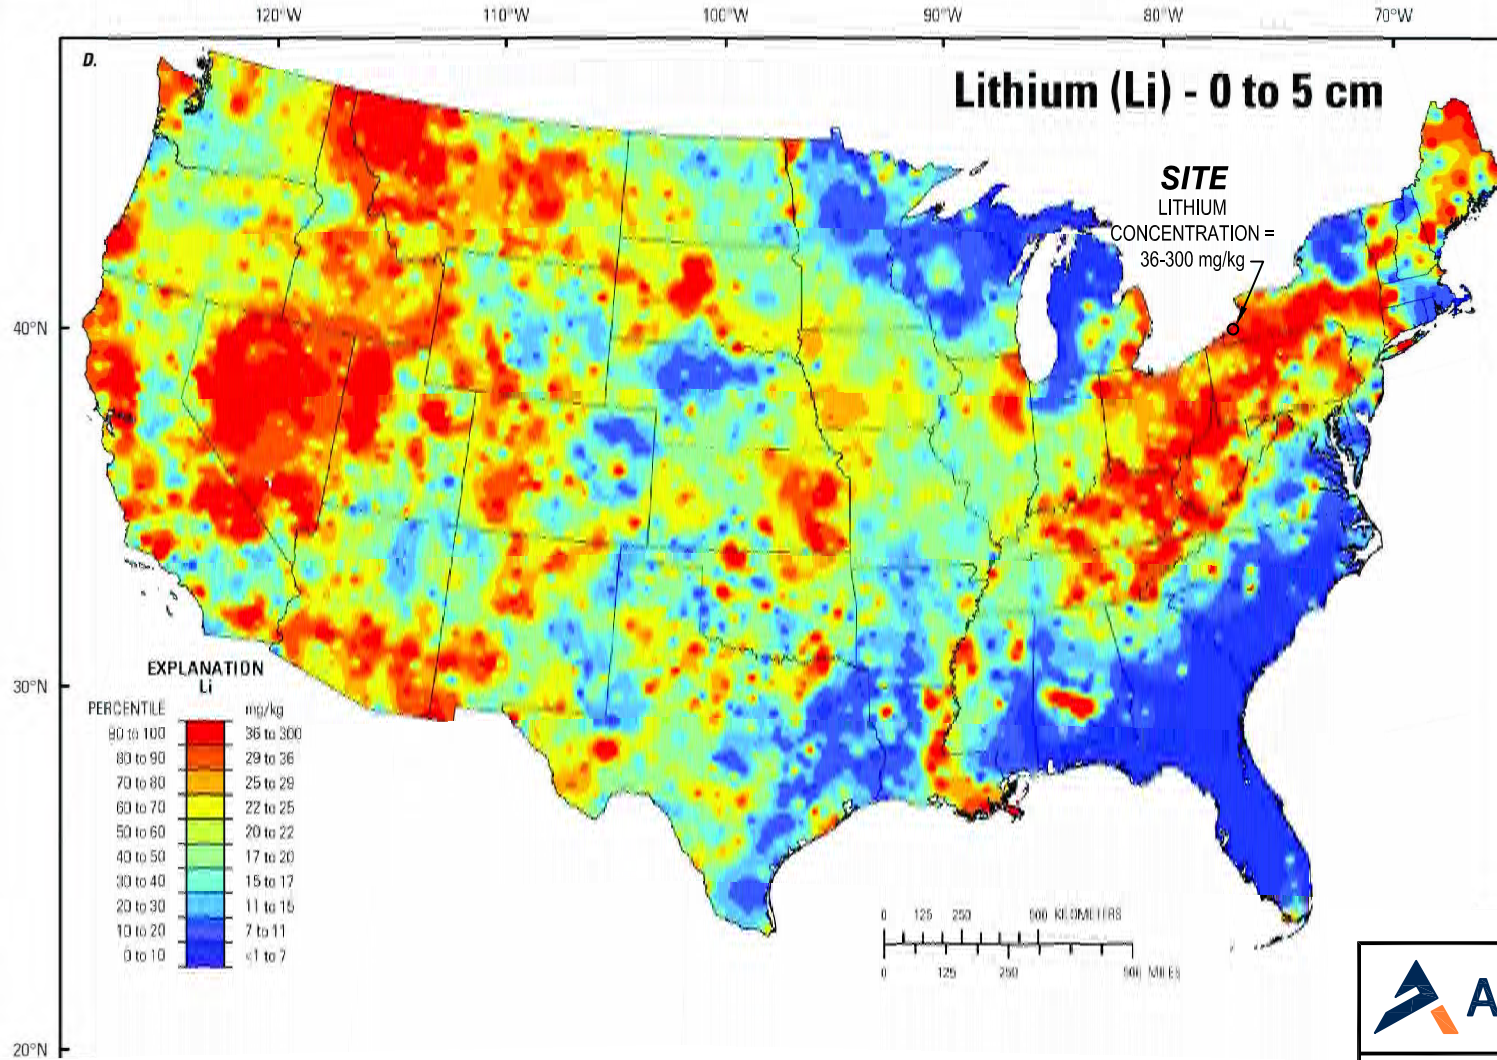 120°W 110°W 100°W 90°W 80°W 70°W
D.
Lithium (Li) - 0 to 5 cm
SITE
LITHIUM
CONCENTRATION =
36-300 mg/kg
40°N
30°N
20°N
EXPLANATION
Li
PERCENTILE mg/kg
90 to 100 36 to 300
80 to 90 29 to 36
70 to 80 25 to 29
60 to 70 22 to 25
50 to 60 20 to 22
40 to 50 17 to 20
30 to 40 15 to 17
20 to 30 11 to 15
10 to 20 7 to 11
0 to 10 <1 to 7
0 125 250 500 KILOMETERS
0 125 250 500 MILES
A